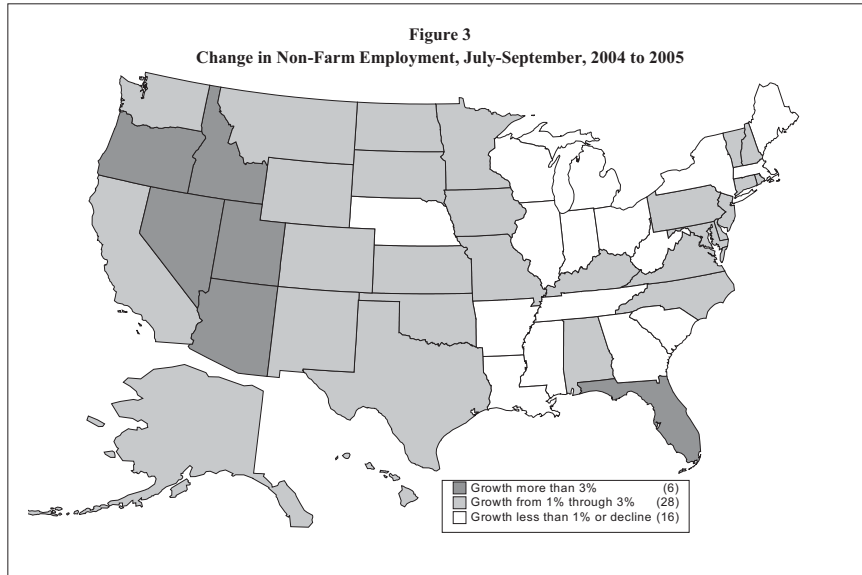 Figure 3
Change in Non-Farm Employment, July-September, 2004 to 2005
Growth more than 3% (6)
Growth from 1% through 3% (28)
Growth less than 1% or decline (16)